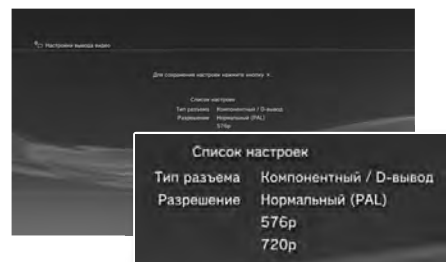 Настройки вывода видео
Для сохранения настроек нажмите кнопку ×.
Список настроек
Тип разъема Компонентный / D-вывод
Разрешение Нормальный (PAL)
576p
Список настроек
Тип разъема Компонентный / D-вывод
Разрешение Нормальный (PAL)
576p
720p